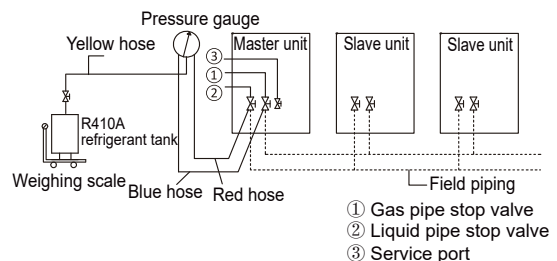 Pressure gauge
Yellow hose
Master unit
Slave unit
Slave unit
③
①
②
R410A
refrigerant tank
Weighing scale
Blue hose
Red hose
Field piping
① Gas pipe stop valve
② Liquid pipe stop valve
③ Service port